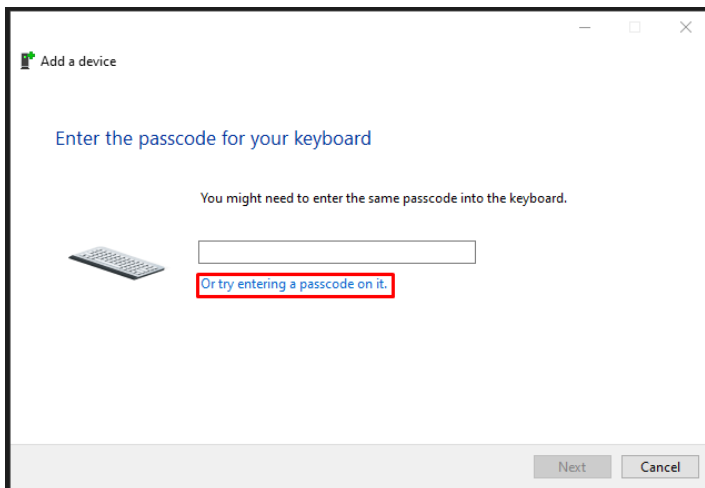 Add a device
Enter the passcode for your keyboard
You might need to enter the same passcode into the keyboard.
Or try entering a passcode on it.
Next
Cancel